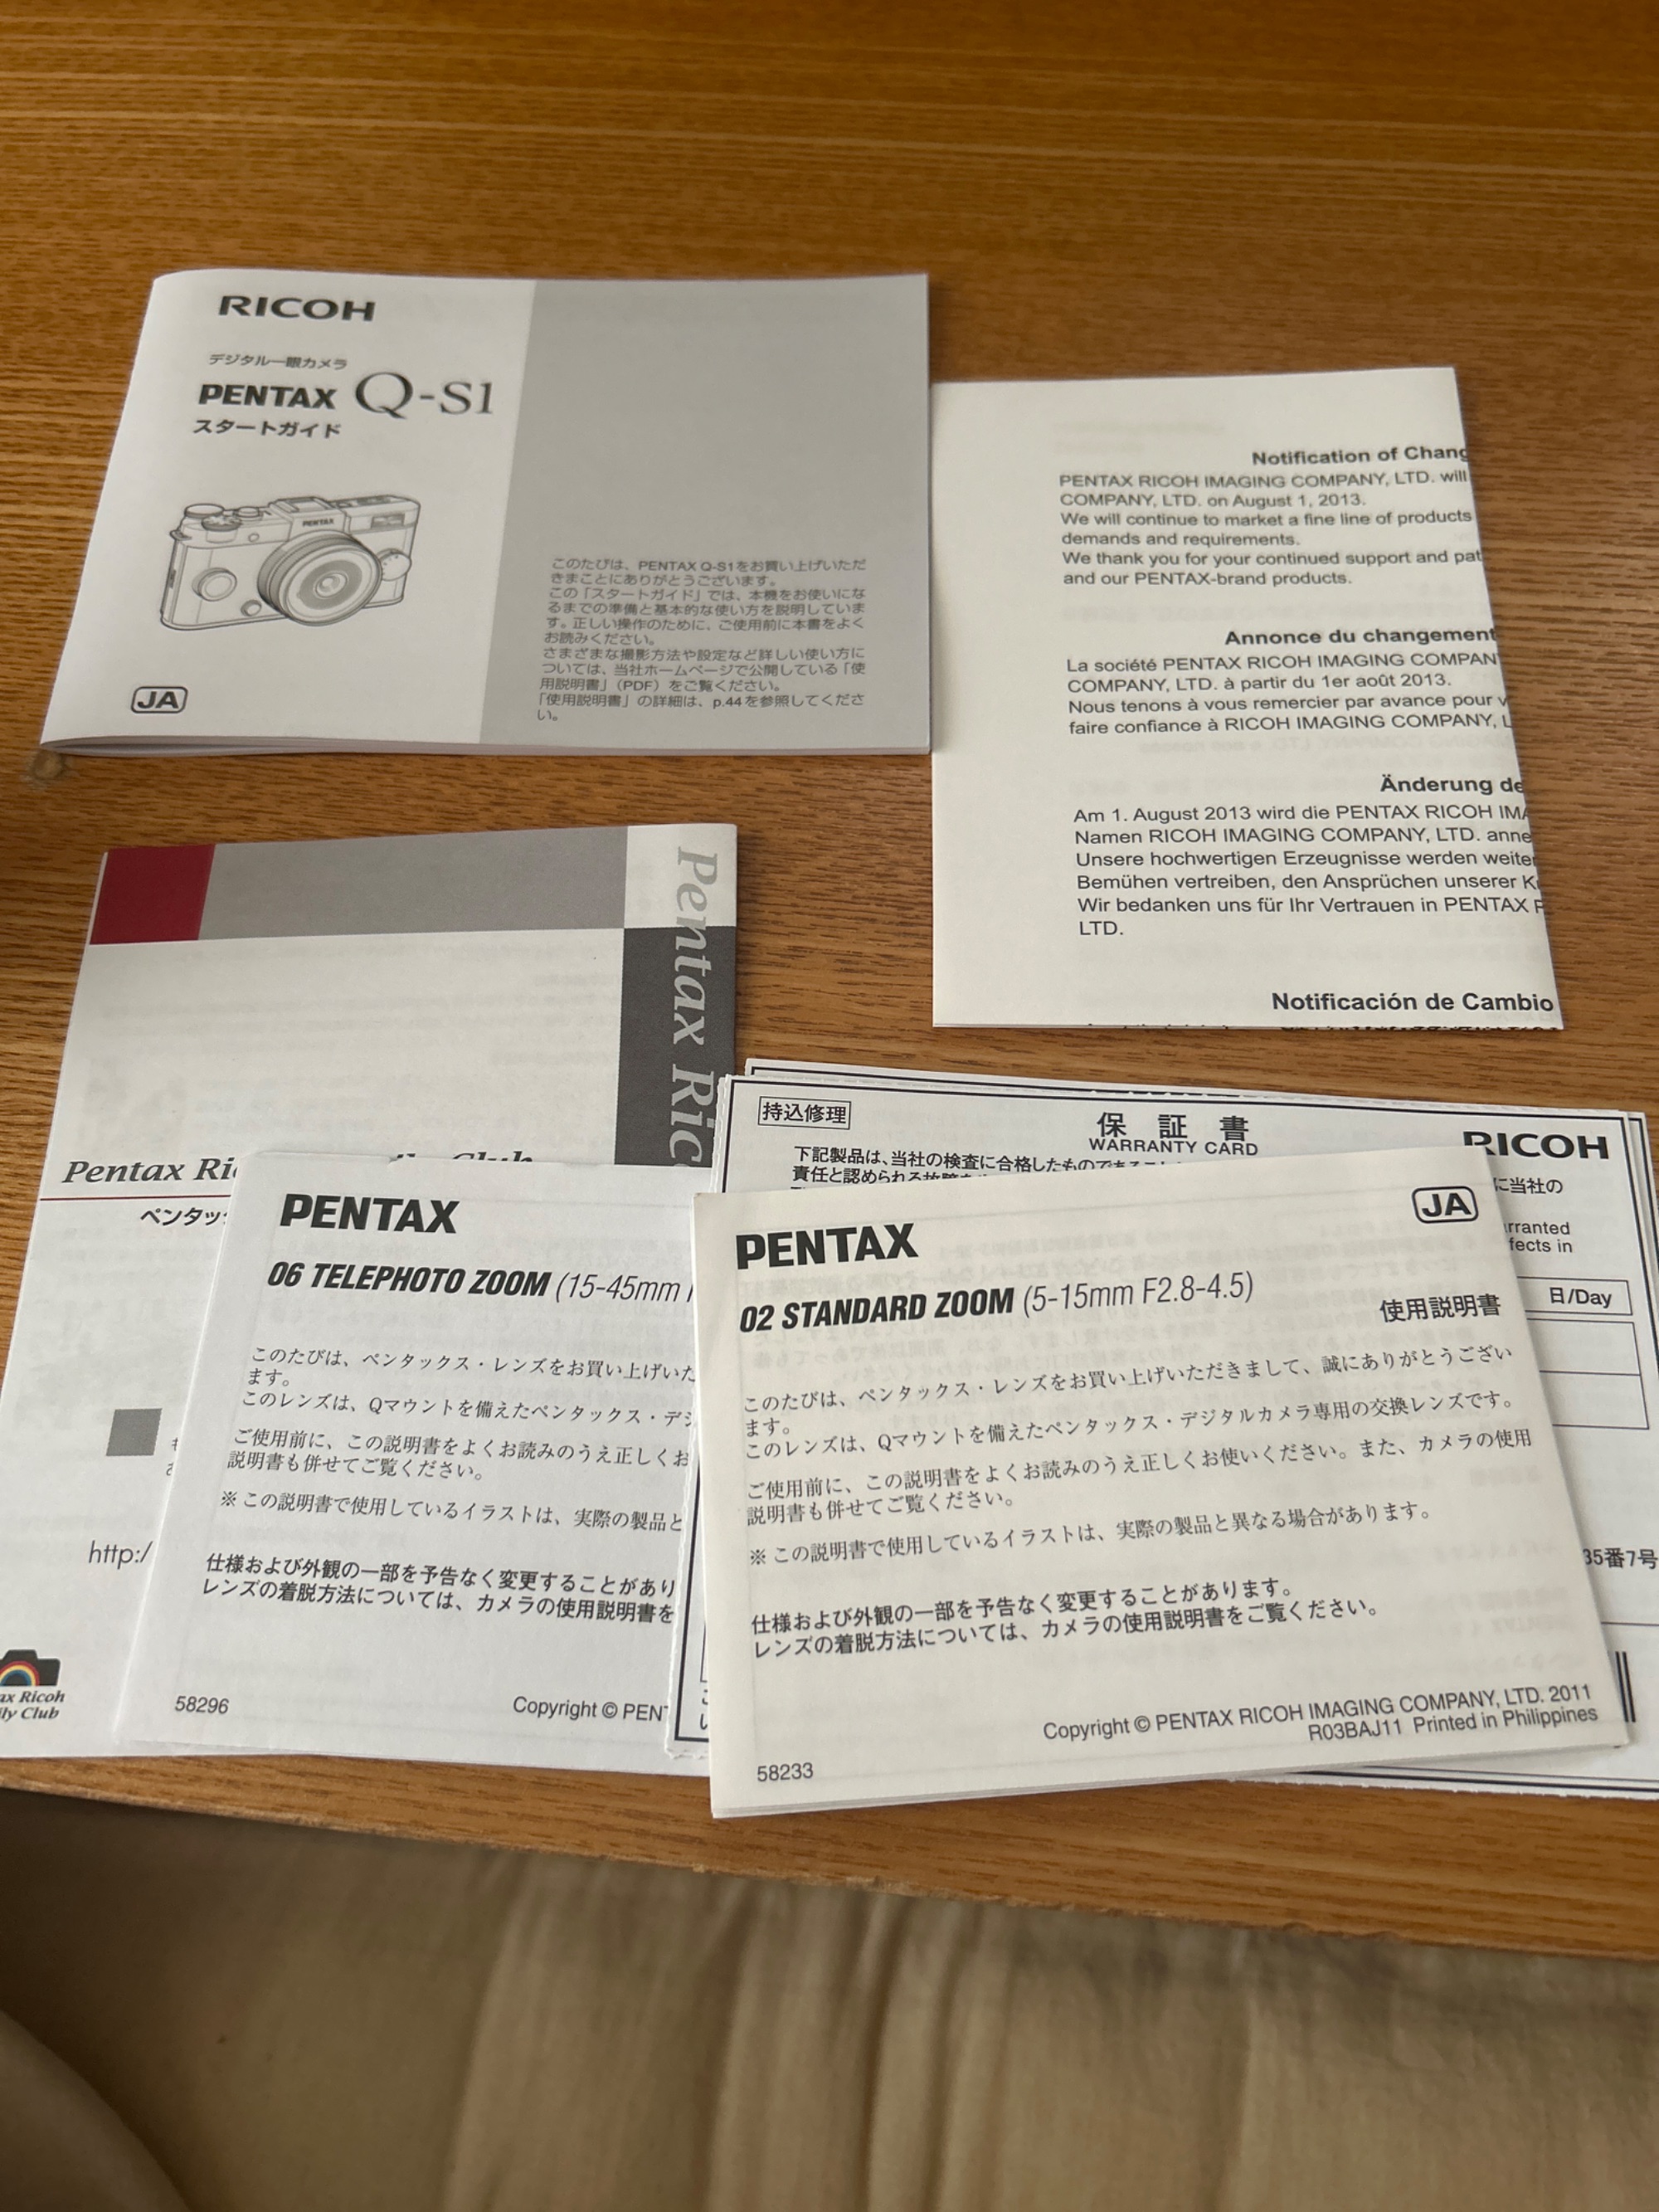 RICOH
デジタル一眼カメラ
PENTAX Q-S1
スタートガイド
PENTAX
JA
このたびは、PENTAX Q-S1をお買い上げいただ
きまことにありがとうございます。
この「スタートガイド」では、本機をお使いにな
るまでの準備と基本的な使い方を説明していま
す。正しい操作のために、ご使用前に本書をよく
お読みください。
さまざまな撮影方法や設定など詳しい使い方に
ついては、当社ホームページで公開している「使
用説明書」(PDF)をご覧ください。
「使用説明書」の詳細は、p.44を参照してくださ
い。
Notification of Chang
PENTAX RICOH IMAGING COMPANY, LTD. will
COMPANY, LTD. on August 1, 2013.
We will continue to market a fine line of products
demands and requirements.
We thank you for your continued support and pat
and our PENTAX-brand products.
Annonce du changement
La société PENTAX RICOH IMAGING COMPAN
COMPANY, LTD. à partir du 1er août 2013.
Nous tenons à vous remercier par avance pour v
faire confiance à RICOH IMAGING COMPANY, L
Änderung de
Am 1. August 2013 wird die PENTAX RICOH IMA
Namen RICOH IMAGING COMPANY, LTD. anne
Unsere hochwertigen Erzeugnisse werden weiter
Bemühen vertreiben, den Ansprüchen unserer K
Wir bedanken uns für Ihr Vertrauen in PENTAX R
LTD.
Notificación de Cambio
Pentax Ric
Pentax Ri
Club
ペンタッ
http:/
ax Ricoh
ly Club
持込修理
保証書
WARRANTY CARD
RICOH
下記製品は、当社の検査に合格したものであること
責任と認められる故障
に当社の
rranted
fects in
日/Day
35番7号
PENTAX
06 TELEPHOTO ZOOM (15-45mm
このたびは、ペンタックス・レンズをお買い上げいた
ます。
このレンズは、Qマウントを備えたペンタックス・デジ
ご使用前に、この説明書をよくお読みのうえ正しくお
説明書も併せてご覧ください。
※ この説明書で使用しているイラストは、実際の製品と
仕様および外観の一部を予告なく変更することがあり
レンズの着脱方法については、カメラの使用説明書を
58296
Copyright © PENT
PENTAX
JA
02 STANDARD ZOOM (5-15mm F2.8-4.5)
使用説明書
このたびは、ペンタックス・レンズをお買い上げいただきまして、誠にありがとうござい
ます。
このレンズは、Qマウントを備えたペンタックス・デジタルカメラ専用の交換レンズです。
ご使用前に、この説明書をよくお読みのうえ正しくお使いください。また、カメラの使用
説明書も併せてご覧ください。
※ この説明書で使用しているイラストは、実際の製品と異なる場合があります。
仕様および外観の一部を予告なく変更することがあります。
レンズの着脱方法については、カメラの使用説明書をご覧ください。
Copyright © PENTAX RICOH IMAGING COMPANY, LTD. 2011
R03BAJ11 Printed in Philippines
58233